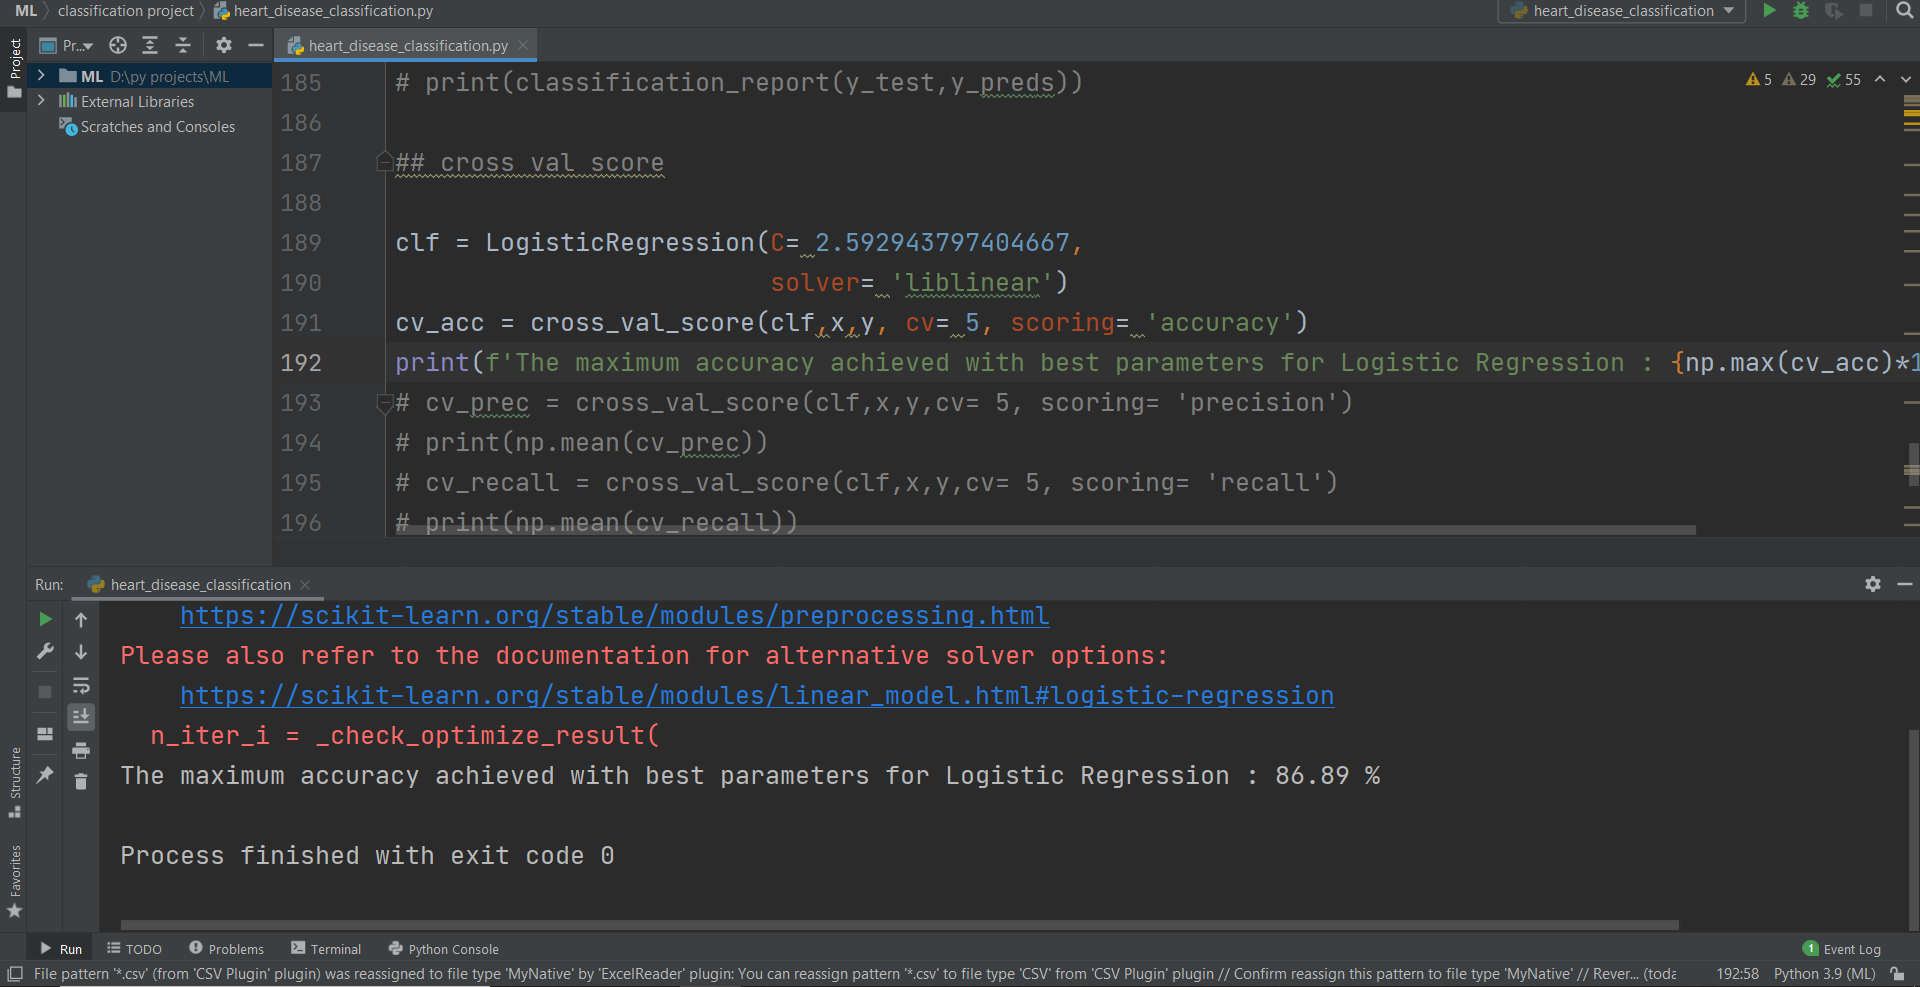 ML classification project heart_disease_classification.py heart_disease_classification
Project Pr... heart_disease_classification.py
ML D:\py projects\ML
External Libraries
Scratches and Consoles
5 29 55
185 # print(classification_report(y_test,y_preds))
186
187 ## cross val score
188
189 clf = LogisticRegression(C= 2.592943797404667,
190 solver= 'liblinear')
191 cv_acc = cross_val_score(clf,x,y, cv= 5, scoring= 'accuracy')
192 print(f'The maximum accuracy achieved with best parameters for Logistic Regression : {np.max(cv_acc)*1
193 # cv_prec = cross_val_score(clf,x,y,cv= 5, scoring= 'precision')
194 # print(np.mean(cv_prec))
195 # cv_recall = cross_val_score(clf,x,y,cv= 5, scoring= 'recall')
196 # print(np.mean(cv_recall))
Run: heart_disease_classification
https://scikit-learn.org/stable/modules/preprocessing.html
Please also refer to the documentation for alternative solver options:
https://scikit-learn.org/stable/modules/linear_model.html#logistic-regression
n_iter_i = _check_optimize_result(
The maximum accuracy achieved with best parameters for Logistic Regression : 86.89 %
Process finished with exit code 0
Structure
Favorites
Run TODO Problems Terminal Python Console 1 Event Log
File pattern '*.csv' (from 'CSV Plugin' plugin) was reassigned to file type 'MyNative' by 'ExcelReader' plugin: You can reassign pattern '*.csv' to file type 'CSV' from 'CSV Plugin' plugin // Confirm reassign this pattern to file type 'MyNative' // Rever... (toda 192:58 Python 3.9 (ML)